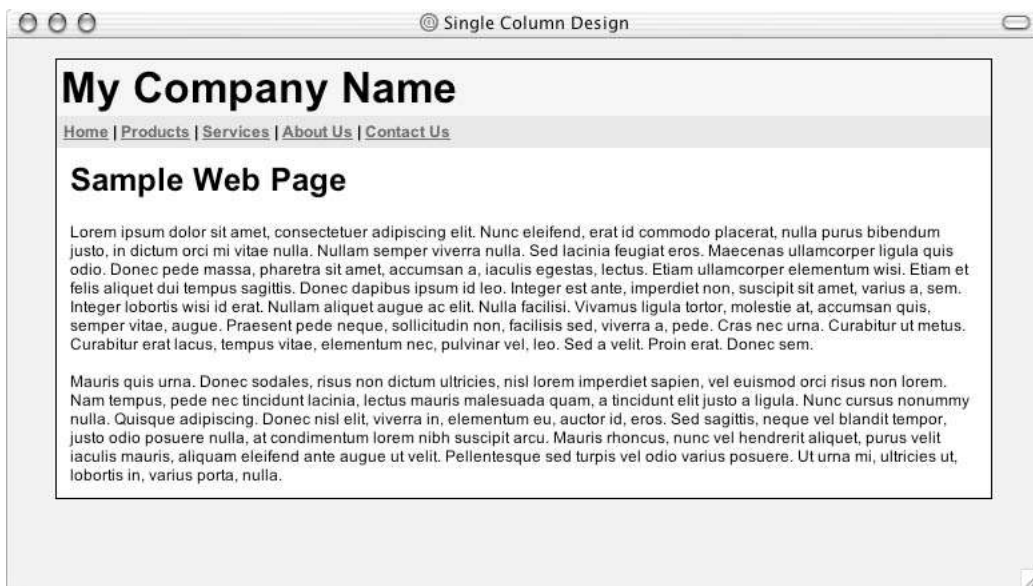 Single Column Design
My Company Name
Home | Products | Services | About Us | Contact Us
Sample Web Page
Lorem ipsum dolor sit amet, consectetuer adipiscing elit. Nunc eleifend, erat id commodo placerat, nulla purus bibendum
justo, in dictum orci mi vitae nulla. Nullam semper viverra nulla. Sed lacinia feugiat eros. Maecenas ullamcorper ligula quis
odio. Donec pede massa, pharetra sit amet, accumsan a, iaculis egestas, lectus. Etiam ullamcorper elementum wisi. Etiam et
felis aliquet dui tempus sagittis. Donec dapibus ipsum id leo. Integer est ante, imperdiet non, suscipit sit amet, varius a, sem.
Integer lobortis wisi id erat. Nullam aliquet augue ac elit. Nulla facilisi. Vivamus ligula tortor, molestie at, accumsan quis,
semper vitae, augue. Praesent pede neque, sollicitudin non, facilisis sed, viverra a, pede. Cras nec urna. Curabitur ut metus.
Curabitur erat lacus, tempus vitae, elementum nec, pulvinar vel, leo. Sed a velit. Proin erat. Donec sem.
Mauris quis urna. Donec sodales, risus non dictum ultricies, nisl lorem imperdiet sapien, vel euismod orci risus non lorem.
Nam tempus, pede nec tincidunt lacinia, lectus mauris malesuada quam, a tincidunt elit justo a ligula. Nunc cursus nonummy
nulla. Quisque adipiscing. Donec nisl elit, viverra in, elementum eu, auctor id, eros. Sed sagittis, neque vel blandit tempor,
justo odio posuere nulla, at condimentum lorem nibh suscipit arcu. Mauris rhoncus, nunc vel hendrerit aliquet, purus velit
iaculis mauris, aliquam eleifend ante augue ut velit. Pellentesque sed turpis vel odio varius posuere. Ut urna mi, ultricies ut,
lobortis in, varius porta, nulla.